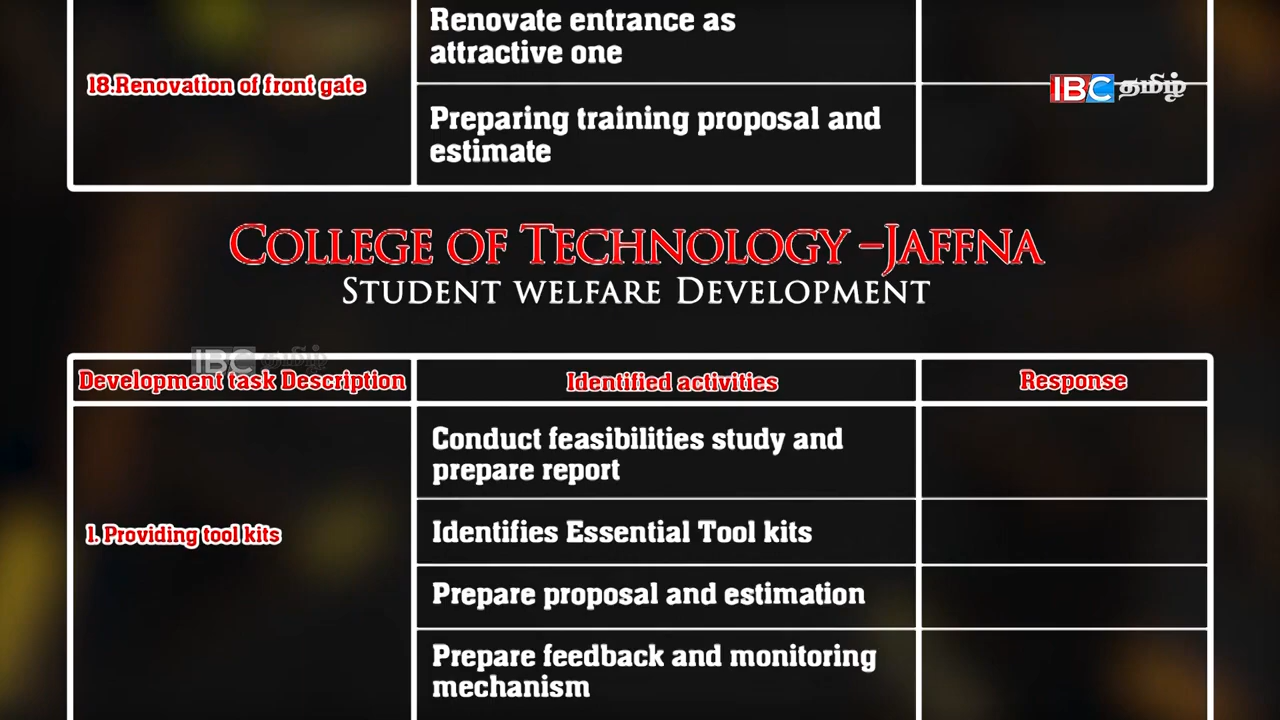 Renovate entrance as
attractive one
18.Renovation of front gate
IBC தமிழ்
Preparing training proposal and
estimate
COLLEGE OF TECHNOLOGY –JAFFNA
STUDENT WELFARE DEVELOPMENT
IBC தமிழ்
Development task Description
Identified activities
Response
Conduct feasibilities study and
prepare report
1. Providing tool kits
Identifies Essential Tool kits
Prepare proposal and estimation
Prepare feedback and monitoring
mechanism